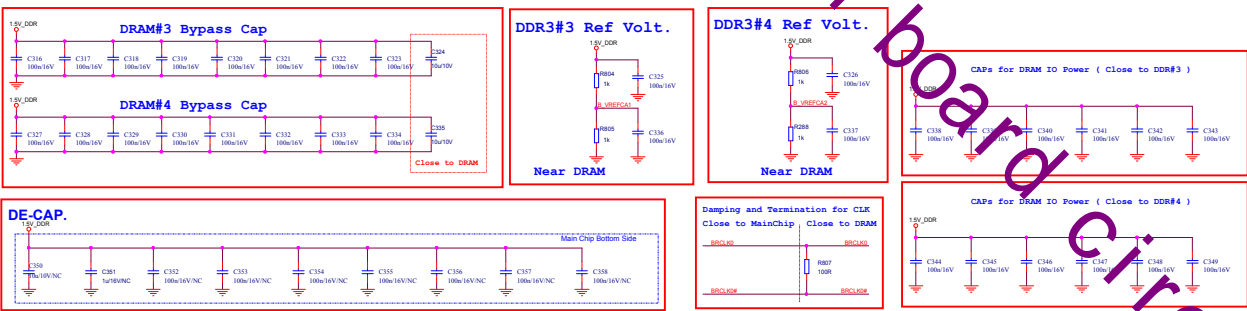 1.5V_DDR
DRAM#3 Bypass Cap
C316 100n/16V
C317 100n/16V
C318 100n/16V
C319 100n/16V
C320 100n/16V
C321 100n/16V
C322 100n/16V
C323 100n/16V
C324 10u/10V
1.5V_DDR
DRAM#4 Bypass Cap
C327 100n/16V
C328 100n/16V
C329 100n/16V
C330 100n/16V
C331 100n/16V
C332 100n/16V
C333 100n/16V
C334 100n/16V
C335 10u/10V
Close to DRAM
DDR3#3 Ref Volt.
1.5V_DDR
R804 1k
C325 100n/16V
B_VREFCA1
R805 1k
C336 100n/16V
Near DRAM
DDR3#4 Ref Volt.
1.5V_DDR
R806 1k
C326 100n/16V
B_VREFCA2
R288 1k
C337 100n/16V
Near DRAM
CAPs for DRAM IO Power ( Close to DDR#3 )
1.5V_DDR
C338 100n/16V
100n/16V
C340 100n/16V
C341 100n/16V
C342 100n/16V
C343 100n/16V
DE-CAP.
1.5V_DDR
Main Chip Bottom Side
C350 10u/10V/NC
C351 1u/16V/NC
C352 100n/16V/NC
C353 100n/16V/NC
C354 100n/16V/NC
C355 100n/16V/NC
C356 100n/16V/NC
C357 100n/16V/NC
C358 100n/16V/NC
Damping and Termination for CLK
Close to MainChip
Close to DRAM
BRCLK0
BRCLK0
R807 100R
BRCLK0#
BRCLK0#
CAPs for DRAM IO Power ( Close to DDR#4 )
1.5V_DDR
C344 100n/16V
C345 100n/16V
C346 100n/16V
C347 100n/16V
C348 100n/16V
C349 100n/16V
board